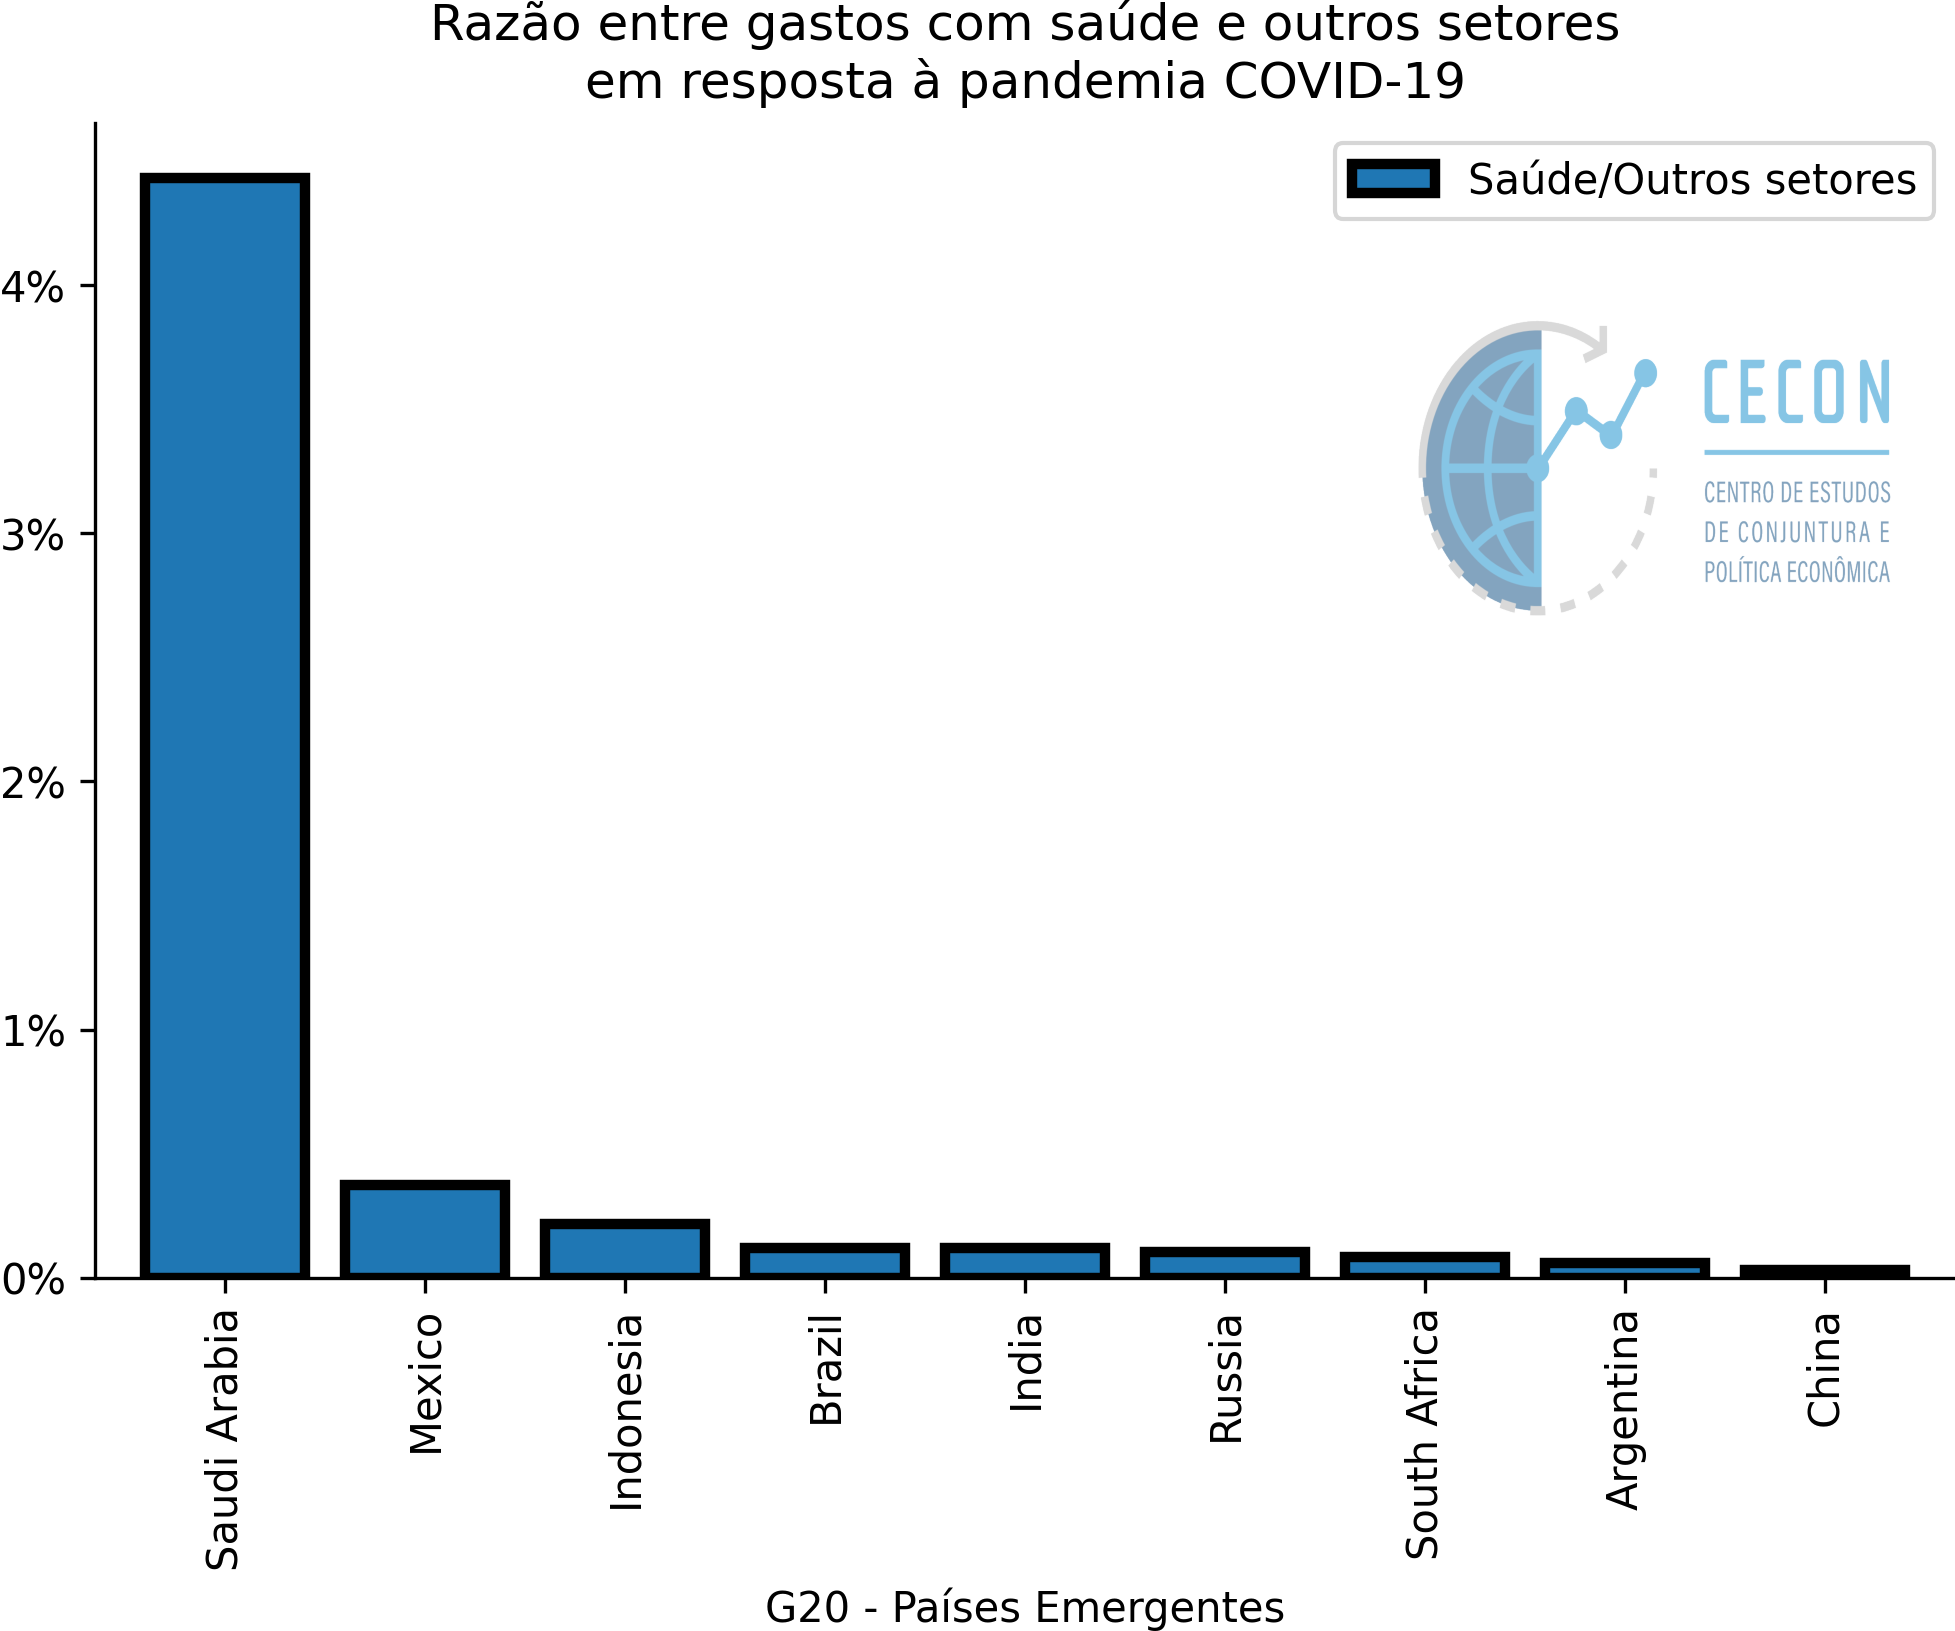 Razão entre gastos com saúde e outros setores
em resposta à pandemia COVID-19
Saúde/Outros setores
4%
3%
2%
1%
0%
CECON
CENTRO DE ESTUDOS
DE CONJUNTURA E
POLÍTICA ECONÔMICA
Saudi Arabia
Mexico
Indonesia
Brazil
India
Russia
South Africa
Argentina
China
G20 - Países Emergentes